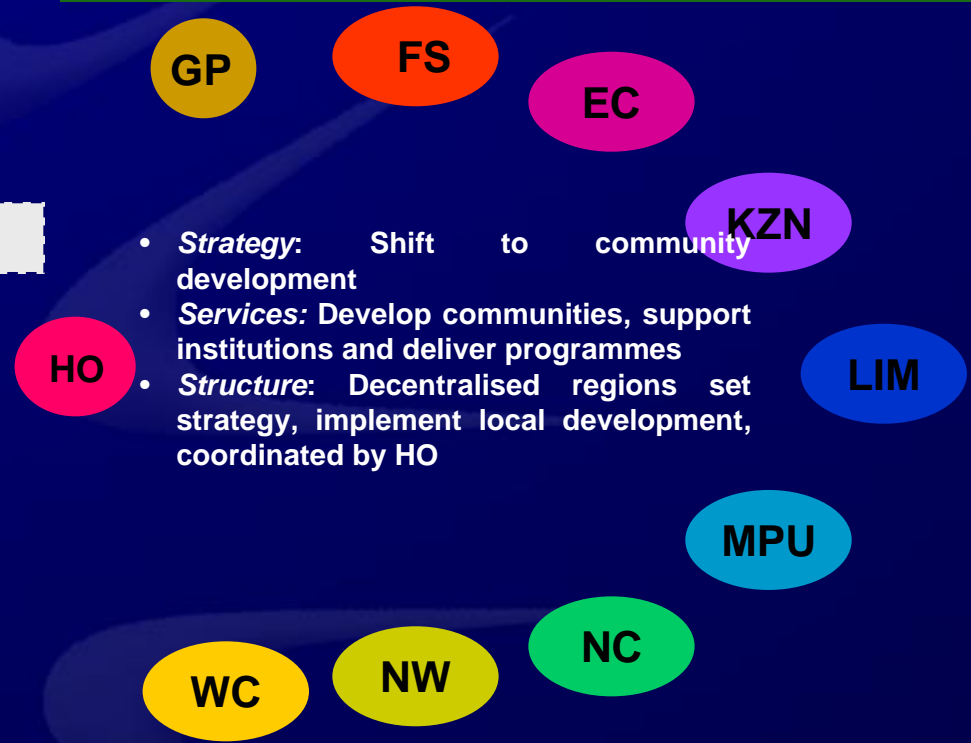 GP
FS
EC
KZN
• Strategy: Shift to community
development
• Services: Develop communities, support
institutions and deliver programmes
• Structure: Decentralised regions set
strategy, implement local development,
coordinated by HO
HO
LIM
MPU
NC
NW
WC